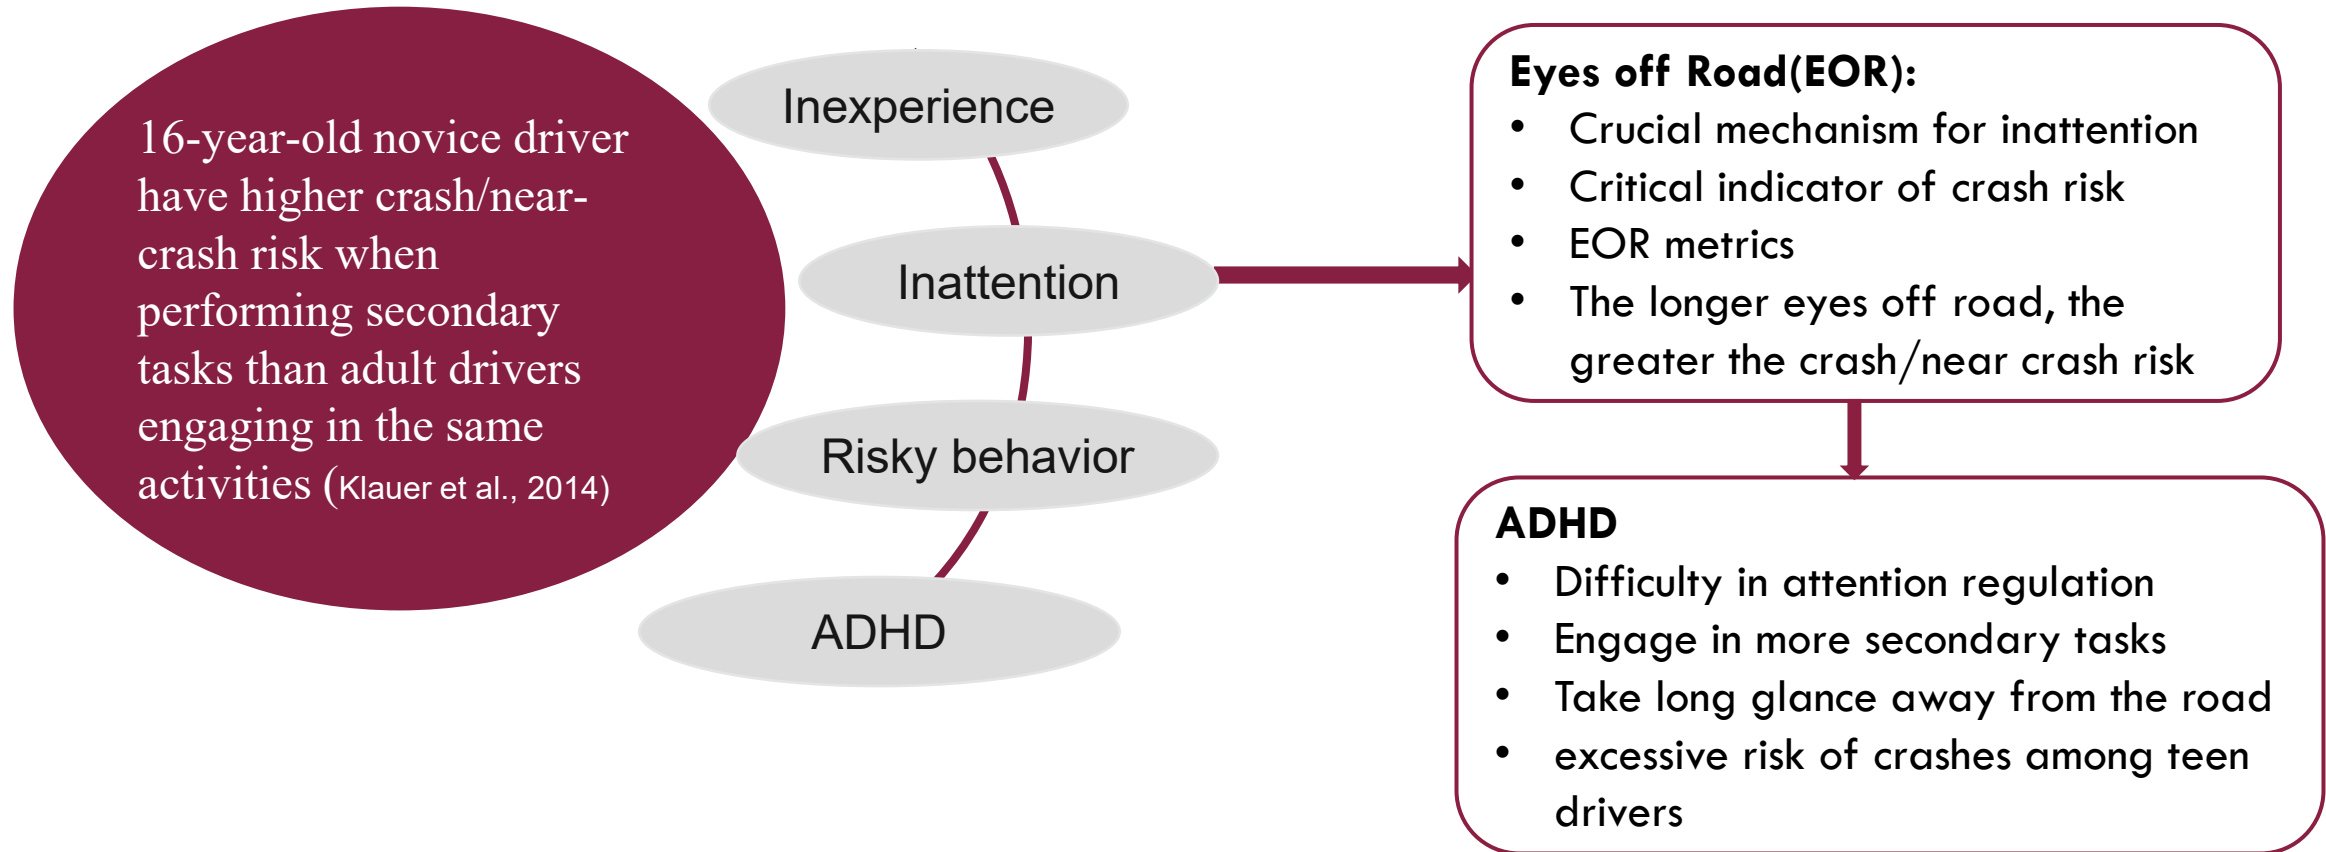 16-year-old novice driver
have higher crash/near-
crash risk when
performing secondary
tasks than adult drivers
engaging in the same
activities (Klauer et al., 2014)
Inexperience
Inattention
Risky behavior
ADHD
Eyes off Road(EOR):
• Crucial mechanism for inattention
• Critical indicator of crash risk
• EOR metrics
• The longer eyes off road, the
greater the crash/near crash risk
ADHD
• Difficulty in attention regulation
• Engage in more secondary tasks
• Take long glance away from the road
• excessive risk of crashes among teen
drivers